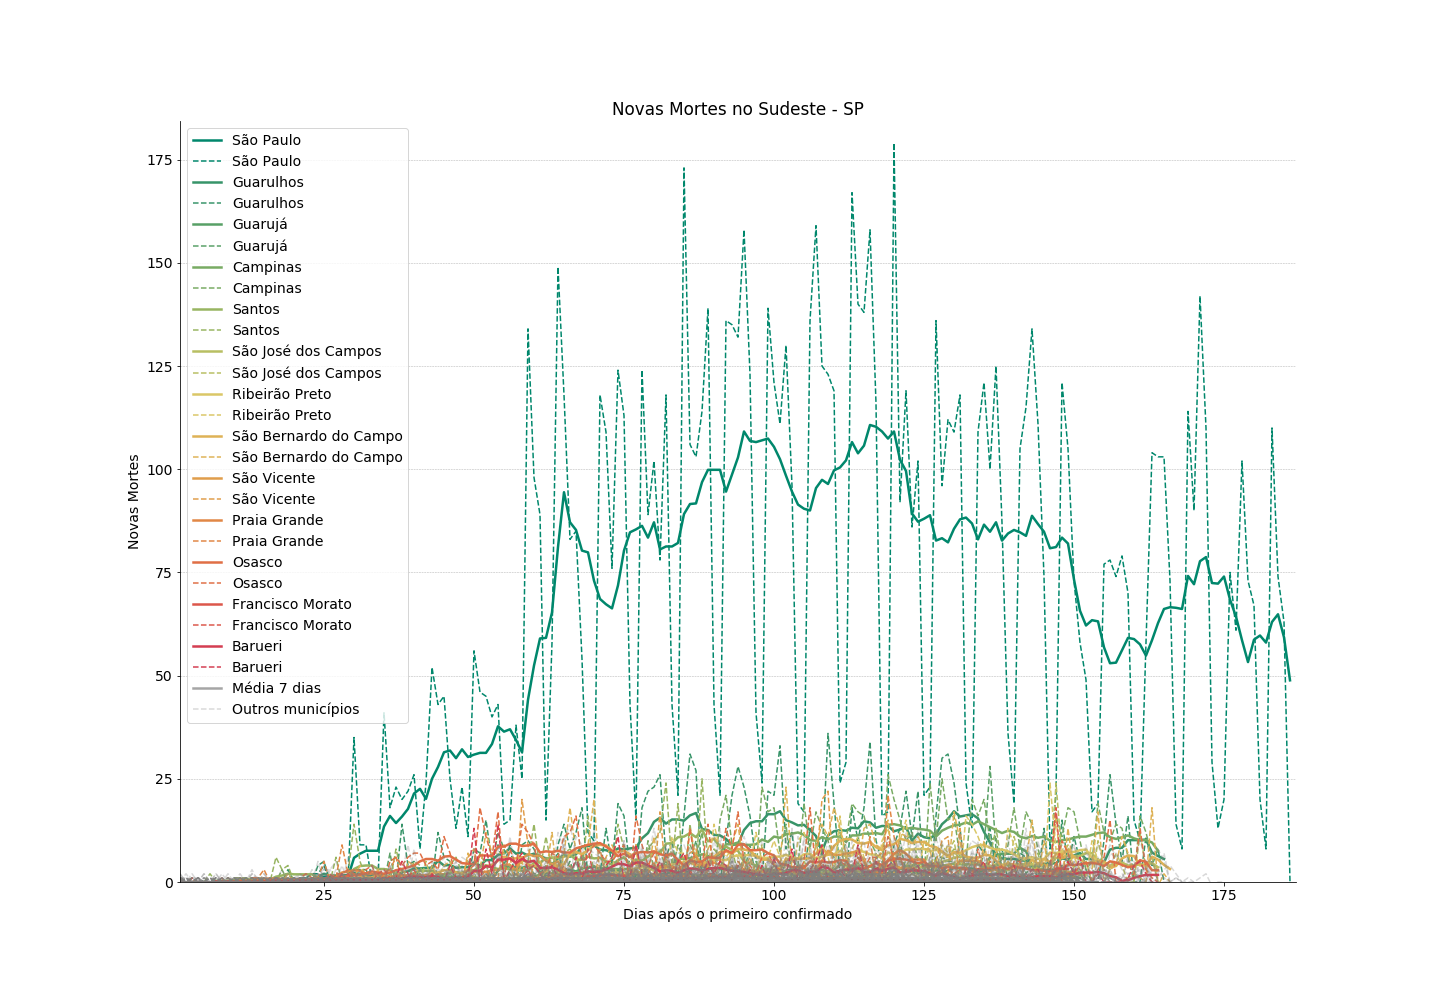 Novas Mortes no Sudeste - SP
São Paulo
São Paulo
Guarulhos
Guarulhos
Guarujá
Guarujá
Campinas
Campinas
Santos
Santos
São José dos Campos
São José dos Campos
Ribeirão Preto
Ribeirão Preto
São Bernardo do Campo
São Bernardo do Campo
São Vicente
São Vicente
Praia Grande
Praia Grande
Osasco
Osasco
Francisco Morato
Francisco Morato
Barueri
Barueri
Média 7 dias
Outros municípios
Novas Mortes
175
150
125
100
75
50
25
0
25
50
75
100
125
150
175
Dias após o primeiro confirmado